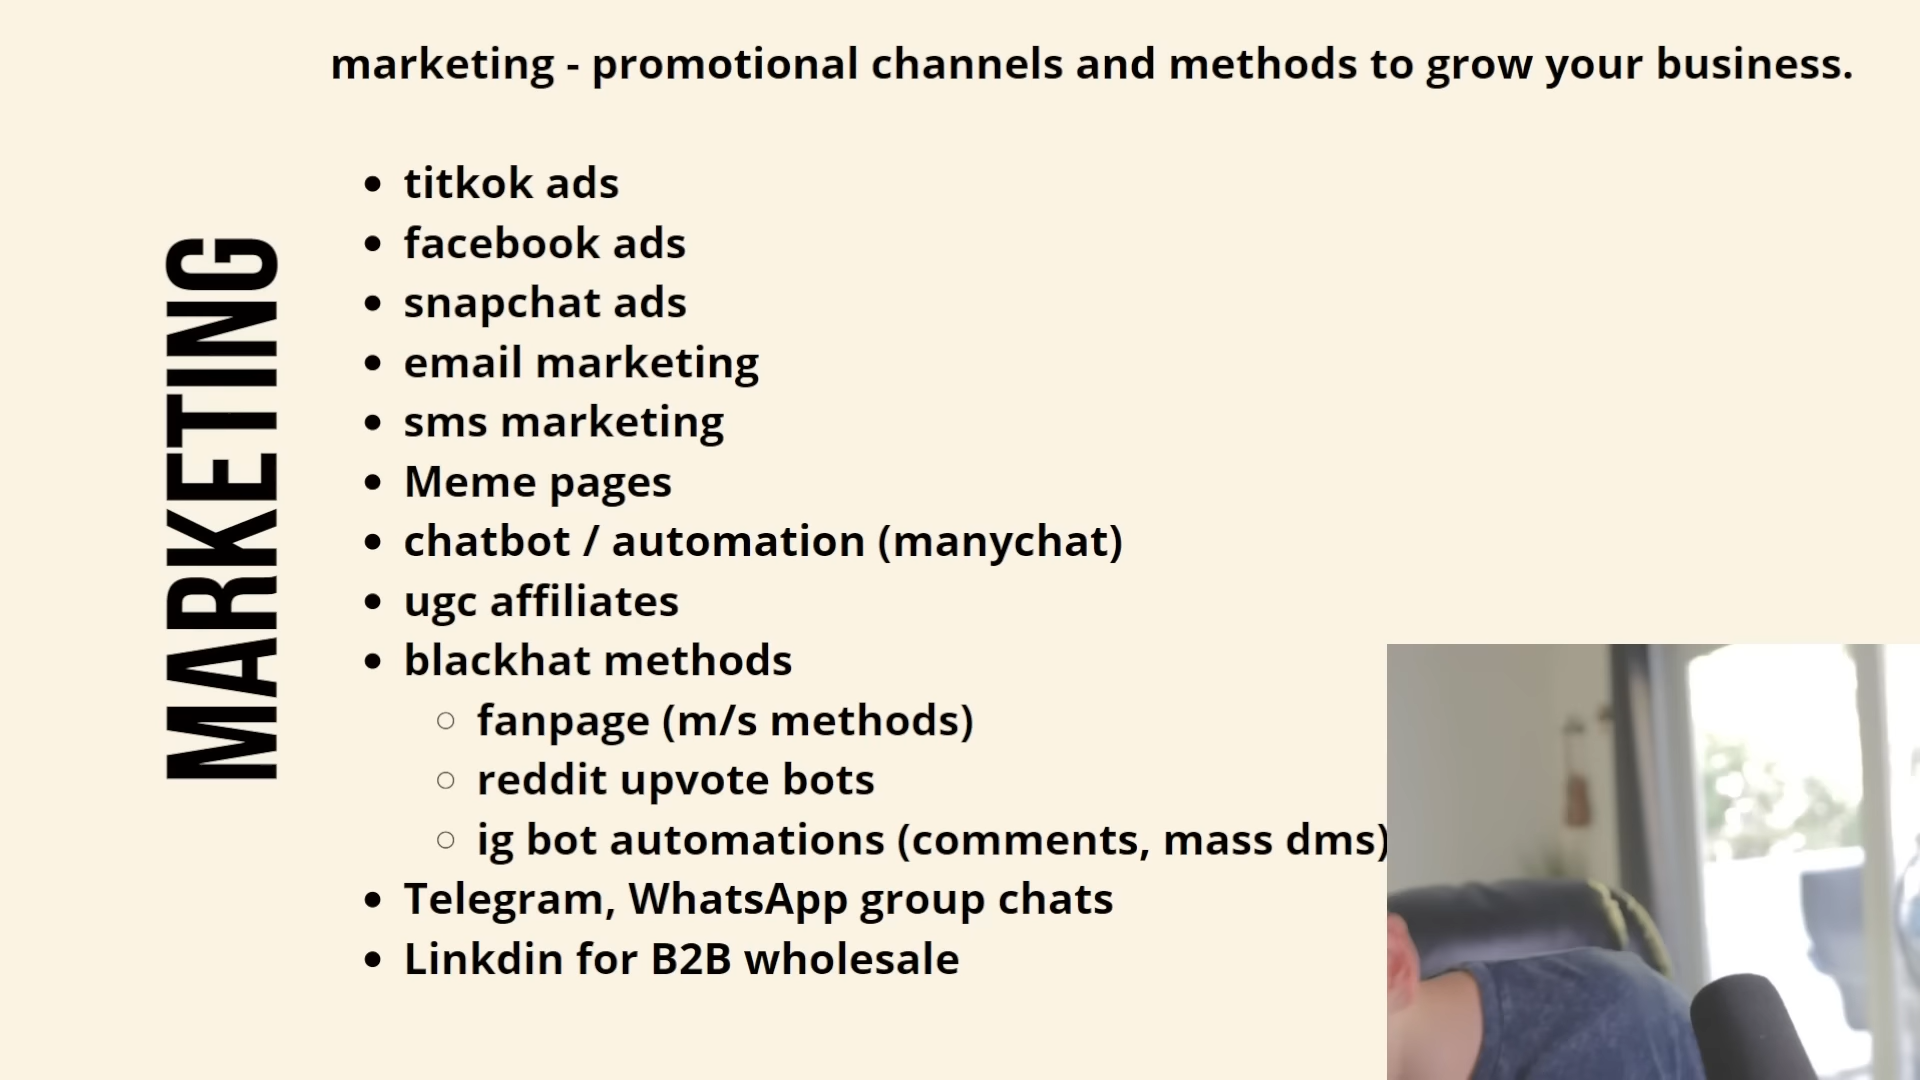 marketing - promotional channels and methods to grow your business.
MARKETING
titkok ads
facebook ads
snapchat ads
email marketing
sms marketing
Meme pages
chatbot / automation (manychat)
ugc affiliates
blackhat methods
fanpage (m/s methods)
reddit upvote bots
ig bot automations (comments, mass dms)
Telegram, WhatsApp group chats
Linkdin for B2B wholesale